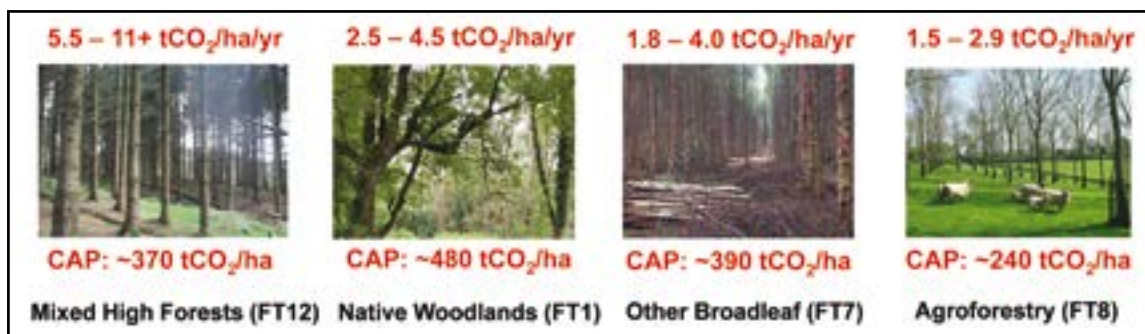 5.5 – 11+ tCO₂/ha/yr
2.5 – 4.5 tCO₂/ha/yr
1.8 – 4.0 tCO₂/ha/yr
1.5 – 2.9 tCO₂/ha/yr
CAP: ~370 tCO₂/ha
CAP: ~480 tCO₂/ha
CAP: ~390 tCO₂/ha
CAP: ~240 tCO₂/ha
Mixed High Forests (FT12)
Native Woodlands (FT1)
Other Broadleaf (FT7)
Agroforestry (FT8)